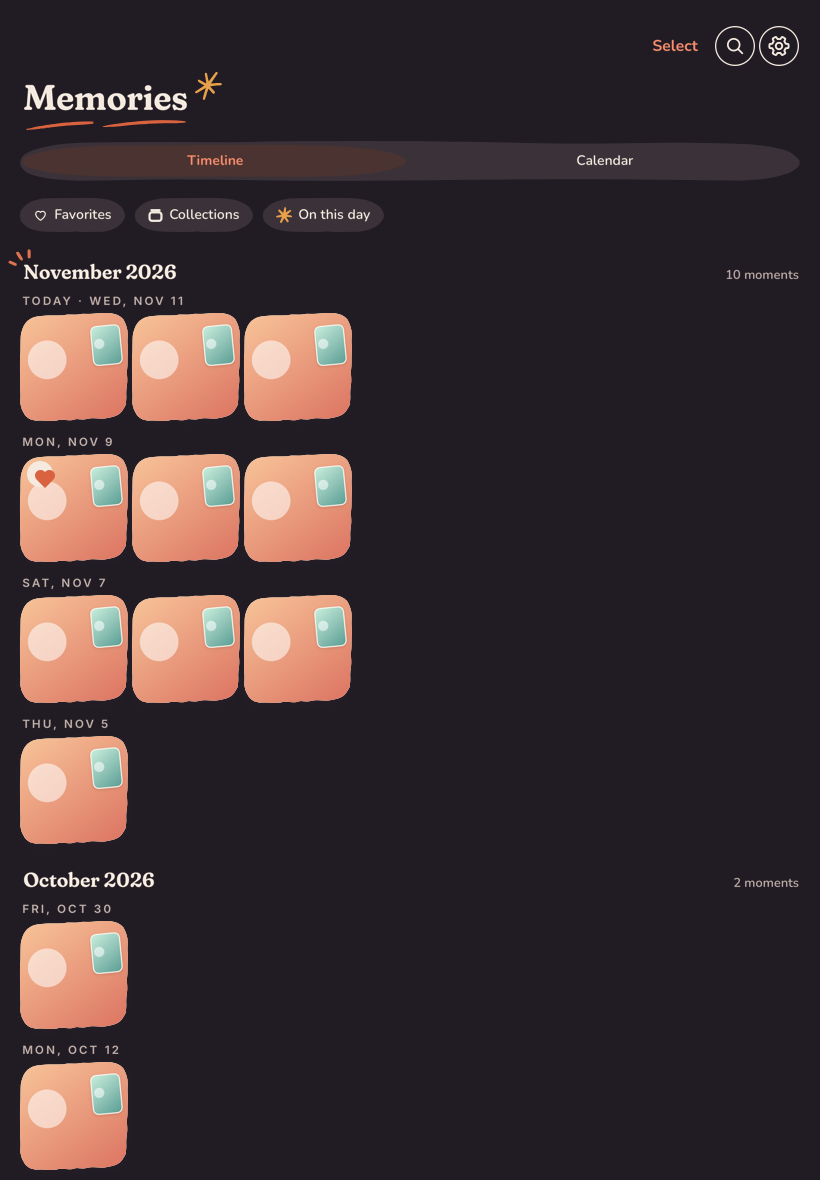 Select
Memories
Timeline Calendar
Favorites Collections On this day
November 2026 10 moments
TODAY · WED, NOV 11
MON, NOV 9
SAT, NOV 7
THU, NOV 5
October 2026 2 moments
FRI, OCT 30
MON, OCT 12